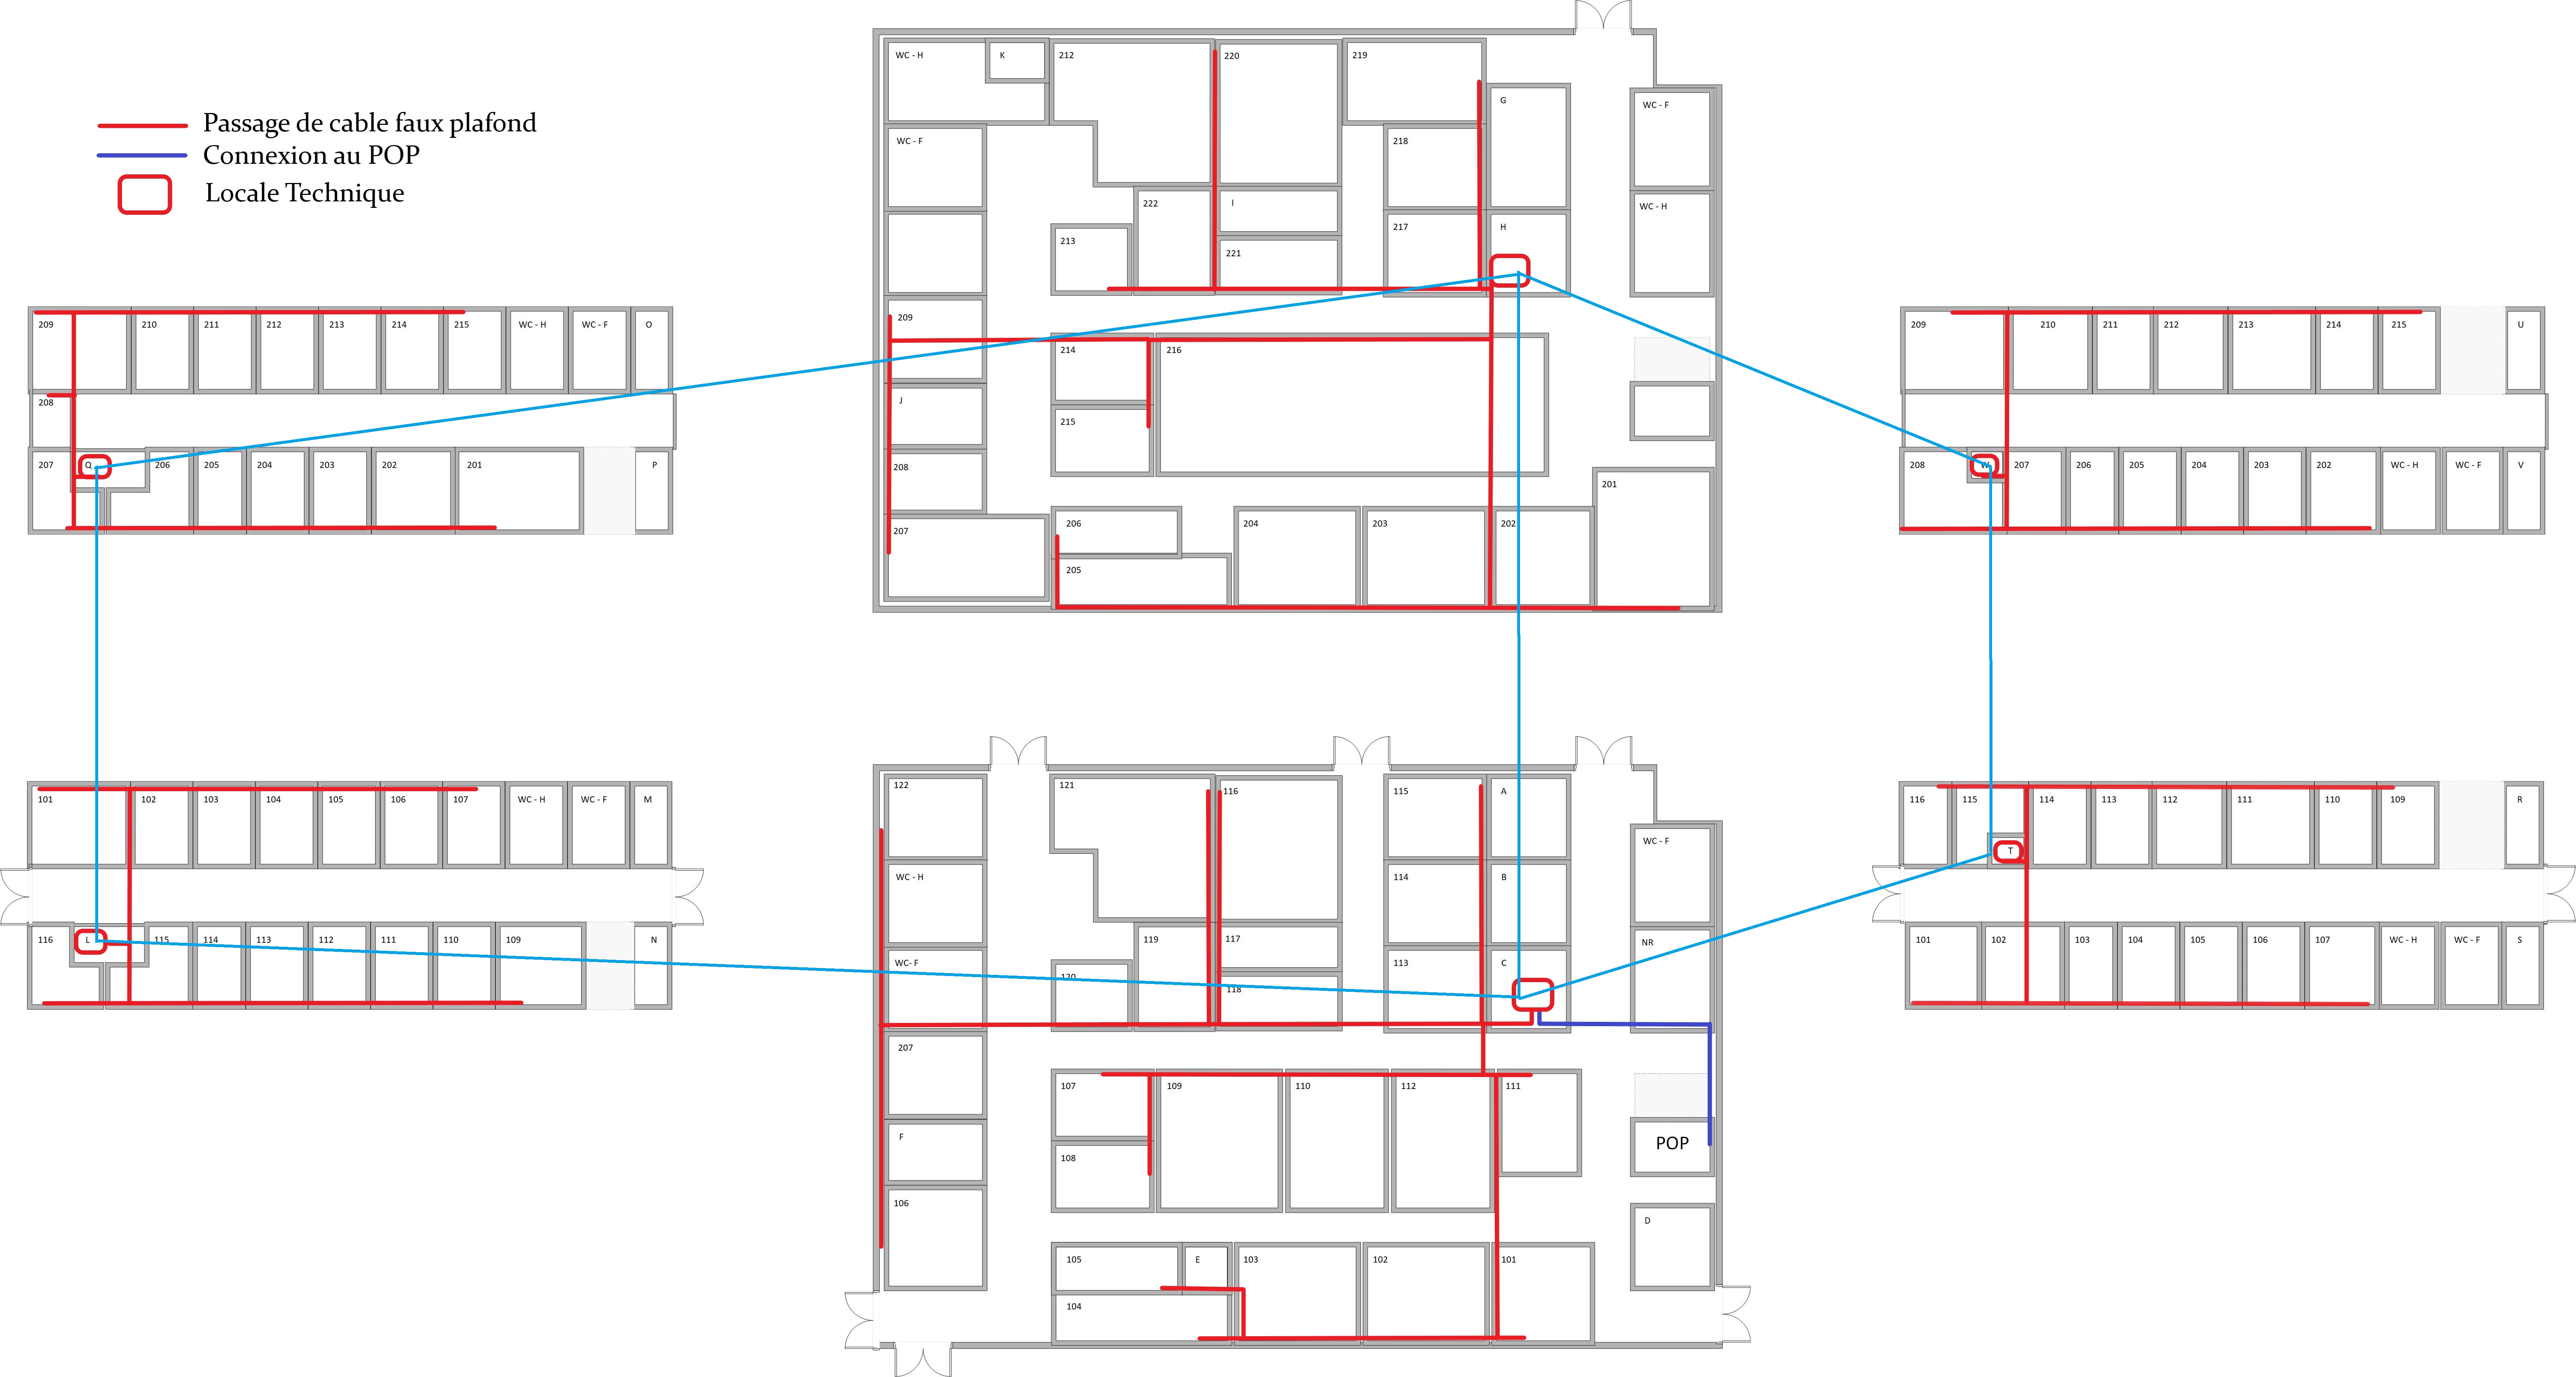 Passage de cable faux plafond
Connexion au POP
Locale Technique
WC - H
K
212
220
219
G
WC - F
WC - F
218
222
I
WC - H
213
217
H
221
209
214
216
J
215
208
201
207
206
204
203
202
205
209
210
211
212
213
214
215
WC - H
WC - F
O
208
207
Q
206
205
204
203
202
201
P
209
210
211
212
213
214
215
U
208
W
207
206
205
204
203
202
WC - H
WC - F
V
101
102
103
104
105
106
107
WC - H
WC - F
M
116
L
115
114
113
112
111
110
109
N
122
121
116
115
A
WC - F
WC - H
114
B
119
117
NR
WC- F
120
118
113
C
207
107
109
110
112
111
F
108
POP
106
D
105
E
103
102
101
104
116
115
114
113
112
111
110
109
R
T
101
102
103
104
105
106
107
WC - H
WC - F
S